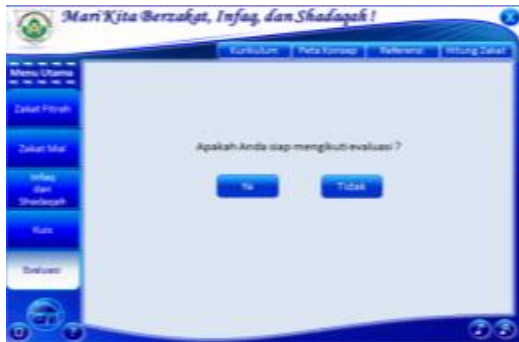 Mari Kita Berzakat, Infaq, dan Shadaqah !
Kurikulum
Peta Konsep
Referensi
Hitung Zakat
Menu Utama
Zakat Fitrah
Zakat Mal
Infaq
dan
Shadaqah
Kuis
Evaluasi
Apakah Anda siap mengikuti evaluasi ?
Ya
Tidak
?